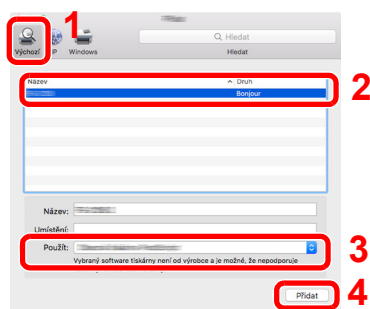 1
Hledat
Výchozí IP Windows Hledat
Název Druh
Bonjour
2
Název:
Umístění:
Použít:
3
Vybraný software tiskárny není od výrobce a je možné, že nepodporuje
Přidat
4